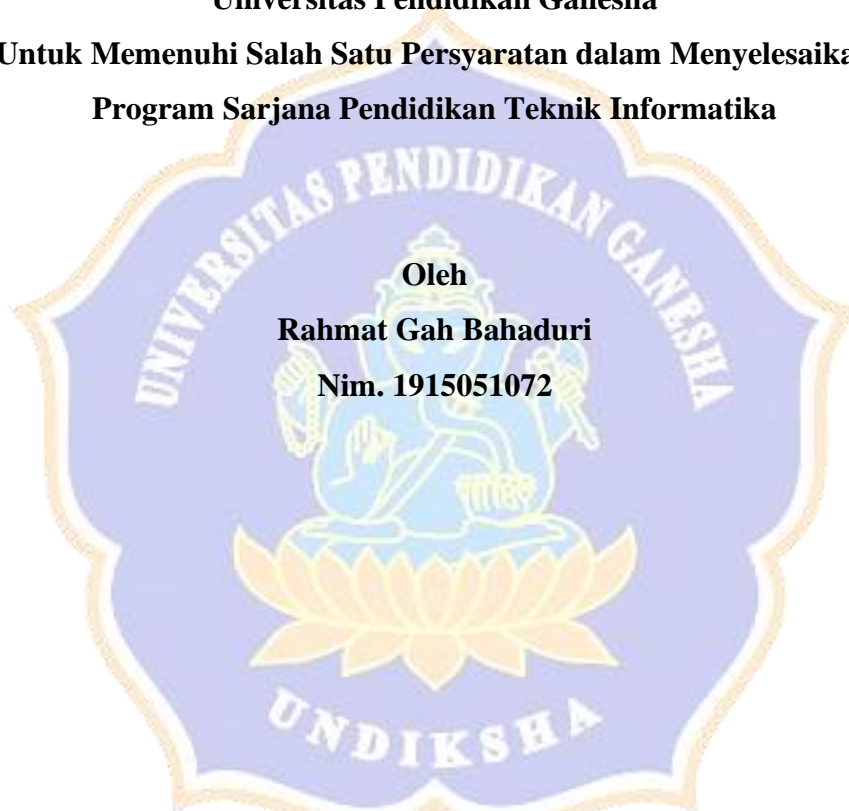 Universitas Pendidikan Ganesha
Untuk Memenuhi Salah Satu Persyaratan dalam
Program Sarjana Pendidikan Teknik Informatika
UNIVERSITAS PENDIDIKAN GANESHA
Oleh
Rahmat Gah Bahaduri
Nim. 1915051072
UNDIKSHA